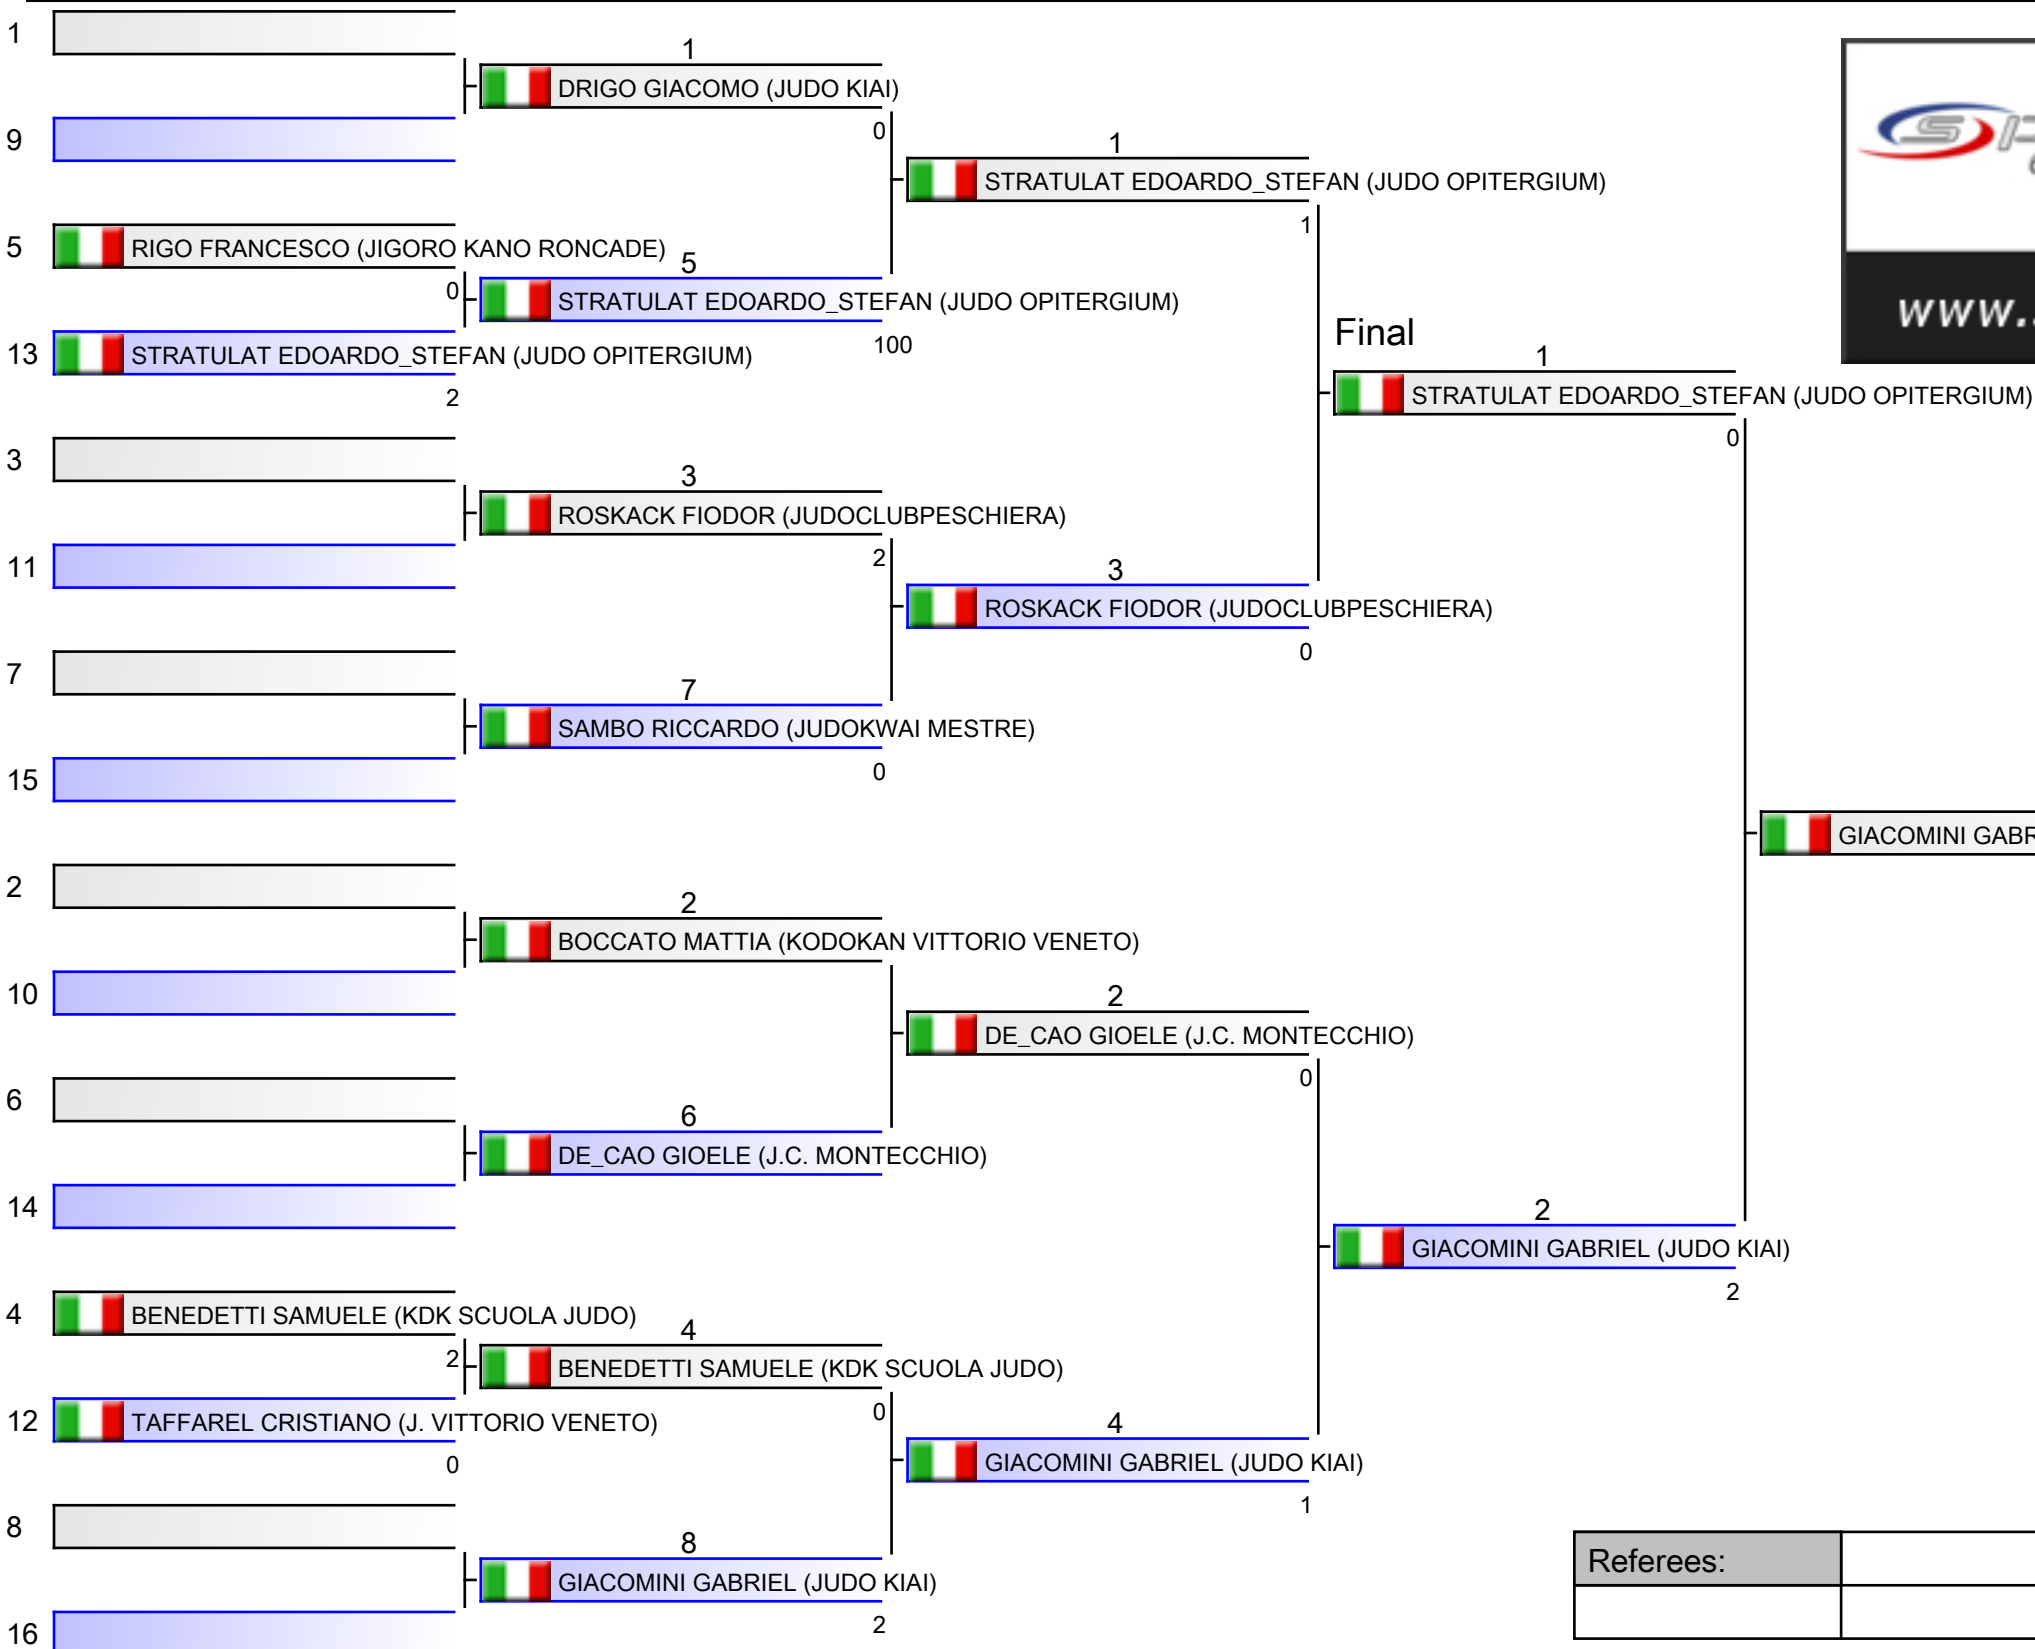 1
1
DRIGO GIACOMO (JUDO KIAI)
0
9
1
STRATULAT EDOARDO_STEFAN (JUDO OPITERGIUM)
1
5
RIGO FRANCESCO (JIGORO KANO RONCADE)
0
5
STRATULAT EDOARDO_STEFAN (JUDO OPITERGIUM)
100
13
STRATULAT EDOARDO_STEFAN (JUDO OPITERGIUM)
2
Final
1
STRATULAT EDOARDO_STEFAN (JUDO OPITERGIUM)
0
www.
3
3
ROSKACK FIODOR (JUDOCLUBPESCHIERA)
2
11
3
ROSKACK FIODOR (JUDOCLUBPESCHIERA)
0
7
7
SAMBO RICCARDO (JUDOKWAI MESTRE)
0
15
GIACOMINI GABR
2
2
BOCCATO MATTIA (KODOKAN VITTORIO VENETO)
10
2
DE_CAO GIOELE (J.C. MONTECCHIO)
0
6
6
DE_CAO GIOELE (J.C. MONTECCHIO)
14
2
GIACOMINI GABRIEL (JUDO KIAI)
2
4
BENEDETTI SAMUELE (KDK SCUOLA JUDO)
2
4
BENEDETTI SAMUELE (KDK SCUOLA JUDO)
0
12
TAFFAREL CRISTIANO (J. VITTORIO VENETO)
0
4
GIACOMINI GABRIEL (JUDO KIAI)
1
8
8
GIACOMINI GABRIEL (JUDO KIAI)
2
16
Referees: